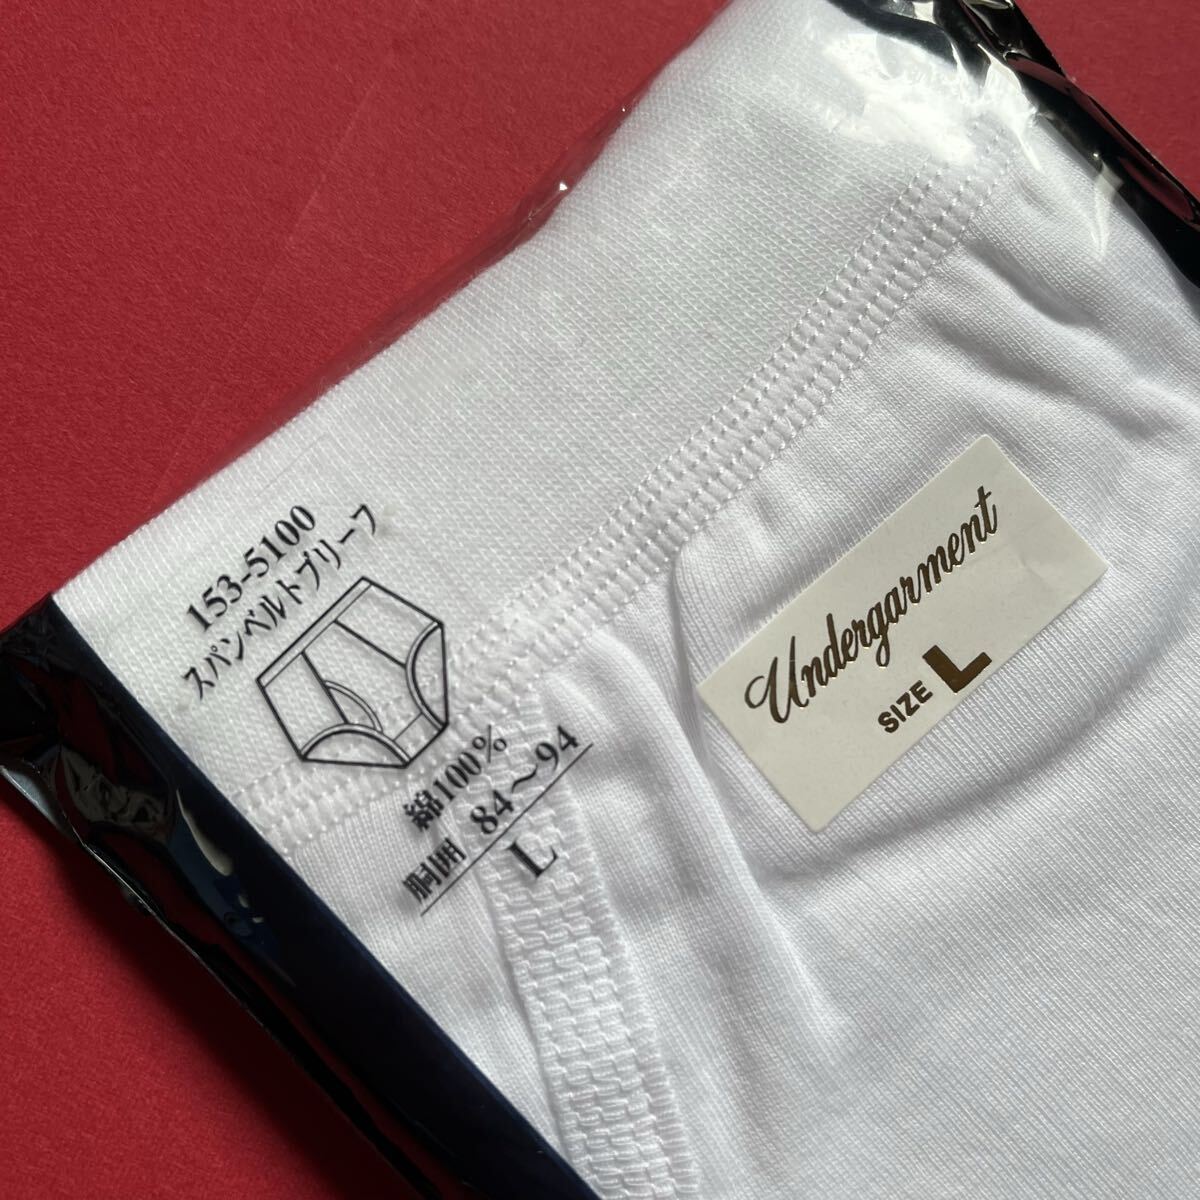 153-5100
スパンベルトブリーフ
綿100%
胴囲 84～94
L
Undergarment
SIZE L